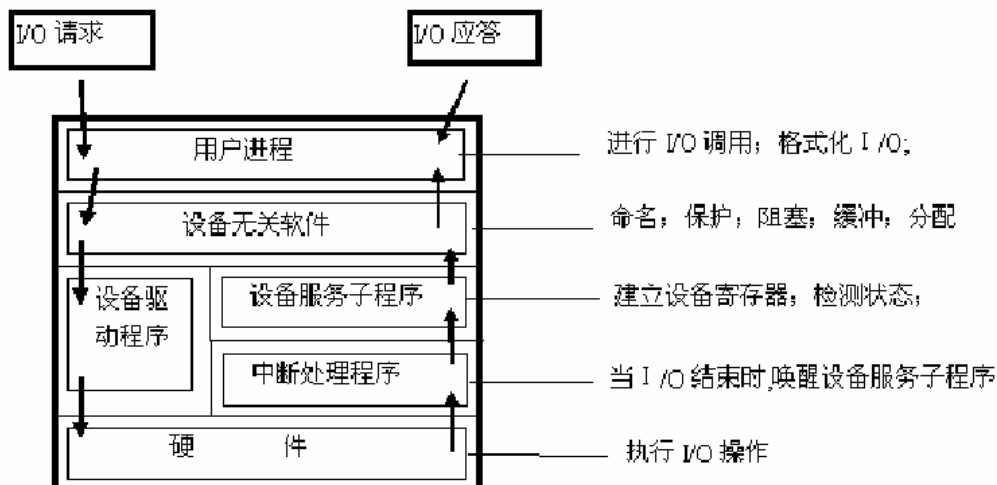 I/O 请求
I/O 应答
用户进程
进行 I/O 调用；格式化 I/O;
设备无关软件
命名；保护；阻塞；缓冲；分配
设备驱
动程序
设备服务子程序
建立设备寄存器；检测状态；
中断处理程序
当 I/O 结束时,唤醒设备服务子程序
硬 件
执行 I/O 操作